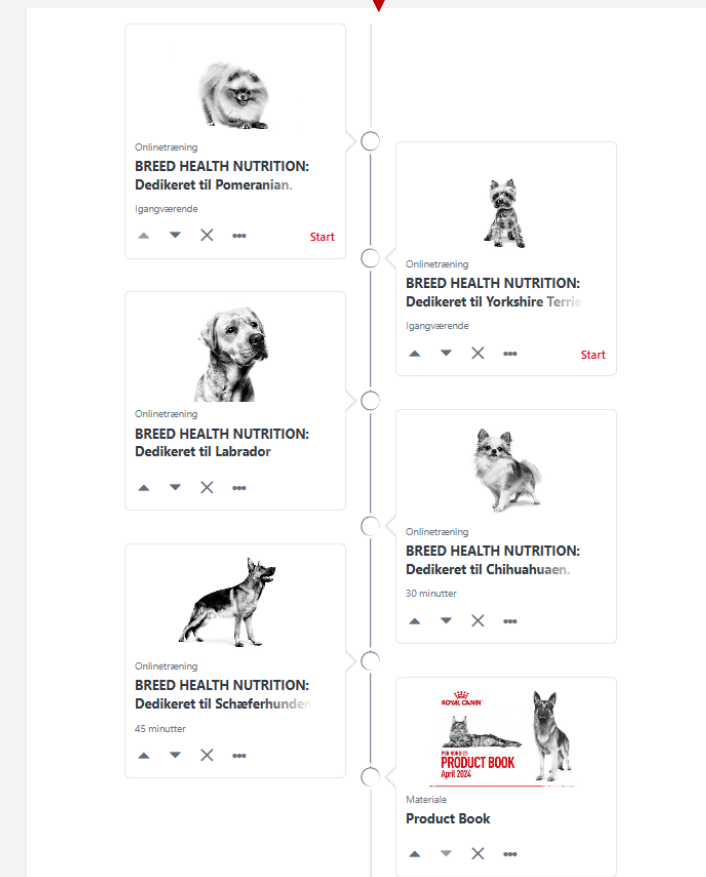 Onlinetræning
BREED HEALTH NUTRITION:
Dedikeret til Pomeranian.
Igangværende
Start
Onlinetræning
BREED HEALTH NUTRITION:
Dedikeret til Yorkshire Terrie
Igangværende
Start
Onlinetræning
BREED HEALTH NUTRITION:
Dedikeret til Labrador
Onlinetræning
BREED HEALTH NUTRITION:
Dedikeret til Chihuahuaen.
30 minutter
Onlinetræning
BREED HEALTH NUTRITION:
Dedikeret til Schæferhunden
45 minutter
ROYAL CANIN
PRODUCT BOOK
April 2024
Materiale
Product Book